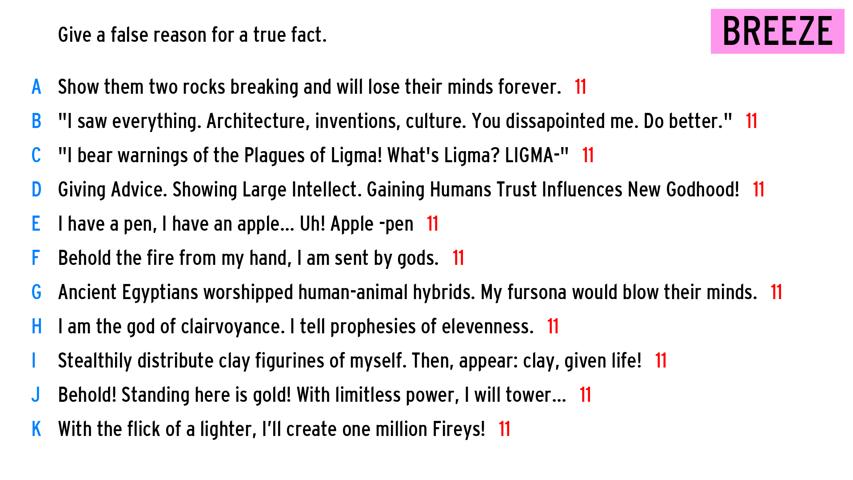 Give a false reason for a true fact.
BREEZE
A Show them two rocks breaking and will lose their minds forever. 11
B "I saw everything. Architecture, inventions, culture. You dissapointed me. Do better." 11
C "I bear warnings of the Plagues of Ligma! What's Ligma? LIGMA-" 11
D Giving Advice. Showing Large Intellect. Gaining Humans Trust Influences New Godhood! 11
E I have a pen, I have an apple... Uh! Apple -pen 11
F Behold the fire from my hand, I am sent by gods. 11
G Ancient Egyptians worshipped human-animal hybrids. My fursona would blow their minds. 11
H I am the god of clairvoyance. I tell prophesies of elevenness. 11
I Stealthily distribute clay figurines of myself. Then, appear: clay, given life! 11
J Behold! Standing here is gold! With limitless power, I will tower... 11
K With the flick of a lighter, I'll create one million Fireys! 11